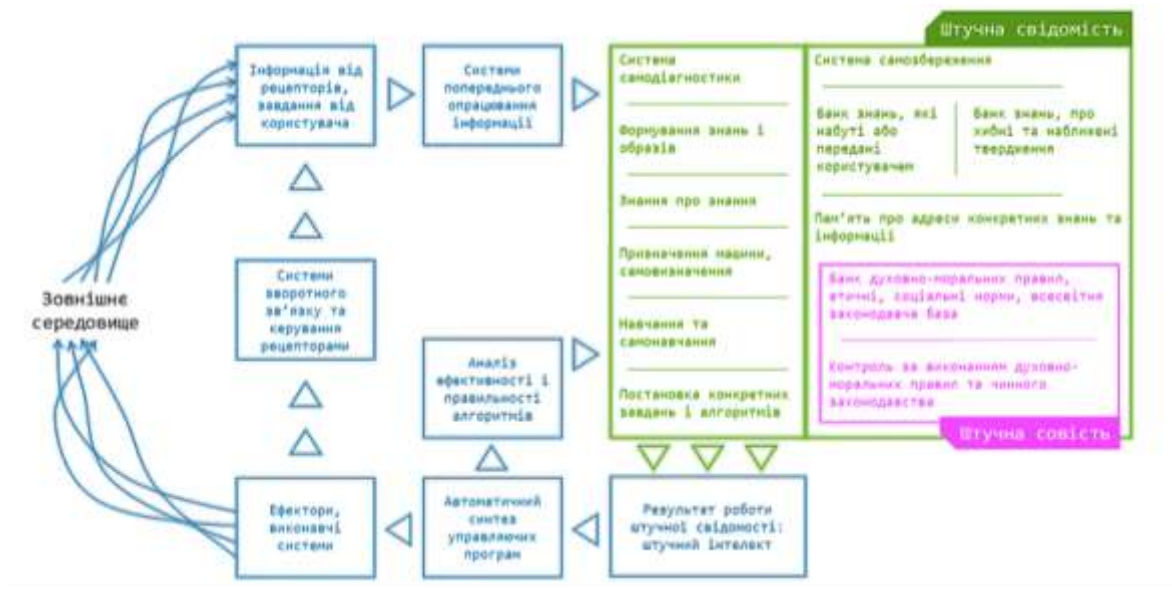 Штучна свідомість
Інформація від
рецепторів,
завдання від
користувача
Системи
попереднього
опрацювання
інформації
Система
самодіагностики
Формування знань і
образів
Знання про знання
Призначення машини,
самовизначення
Навчання та
самонавчання
Постановка конкретних
завдань і алгоритмів
Система самозбереження
Банк знань, які
набуті або
передані
користувачем
Банк знань, про
хибні та наближені
твердження
Пам'ять про адреси конкретних знань та
інформації
Банк духовно-моральних правил,
етичні, соціальні норми, всесвітня
законодавча база
Контроль за виконанням духовно-
моральних правил та чинного
законодавства
Штучна совість
Зовнішнє
середовище
Системи
зворотного
зв'язку та
керування
рецепторами
Аналіз
ефективності і
правильності
алгоритмів
Ефектори,
виконавчі
системи
Автоматичний
синтез
управляючих
програм
Результат роботи
штучної свідомості:
штучний інтелект